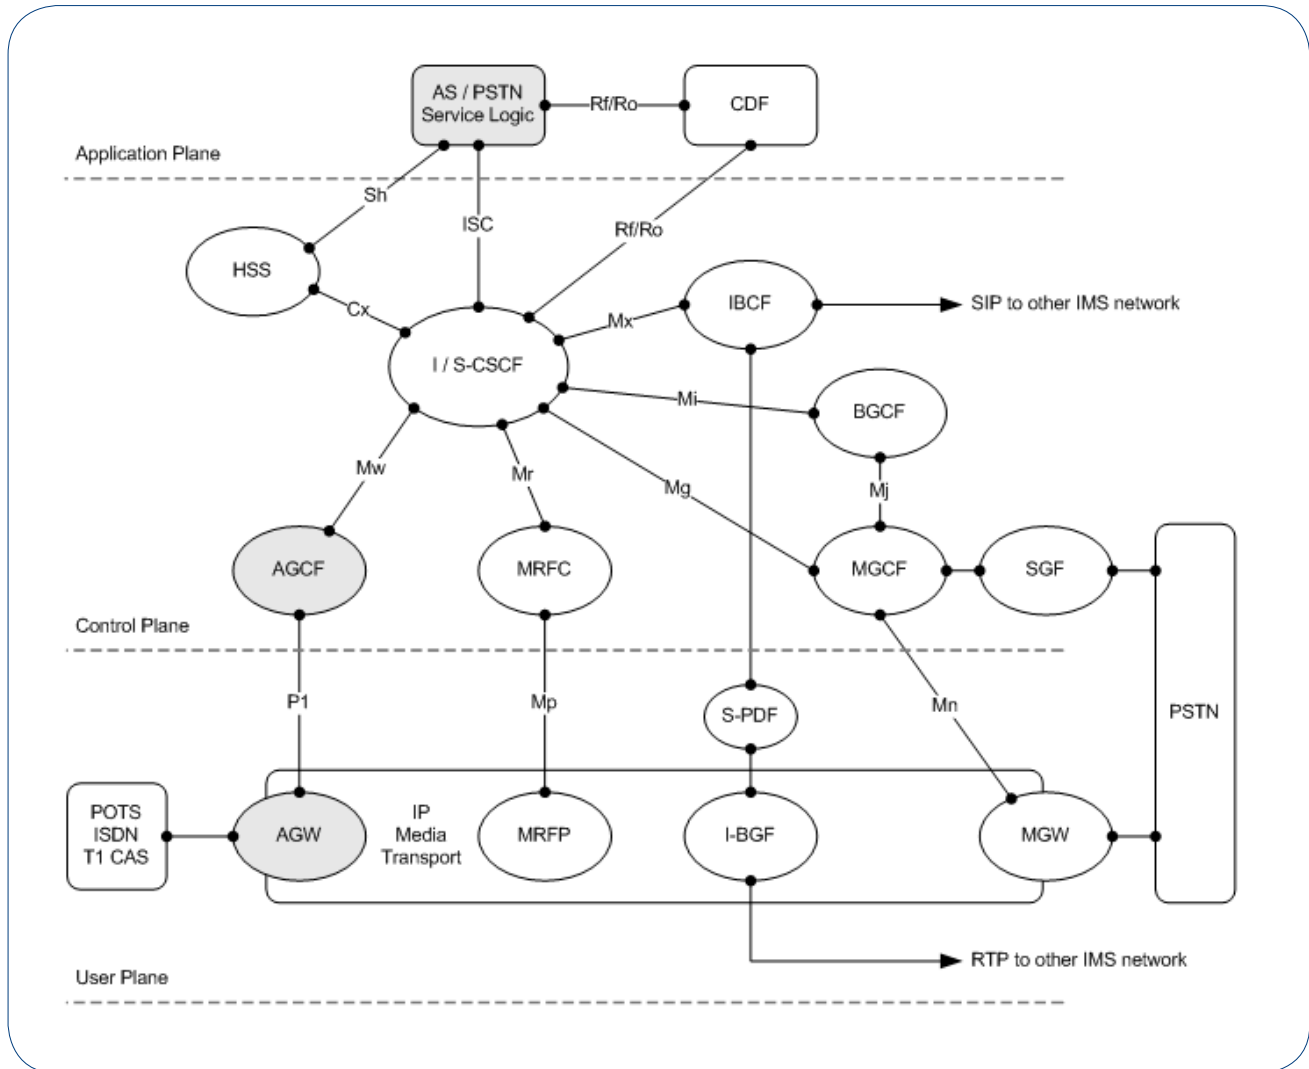 AS / PSTN
Service Logic
Rf/Ro
CDF
Application Plane
Sh
ISC
Rf/Ro
HSS
Cx
Mx
IBCF
SIP to other IMS network
I / S-CSCF
Mi
BGCF
Mw
Mr
Mg
Mj
AGCF
MRFC
MGCF
SGF
Control Plane
P1
Mp
S-PDF
Mn
PSTN
POTS
ISDN
T1 CAS
AGW
IP
Media
Transport
MRFP
I-BGF
MGW
RTP to other IMS network
User Plane